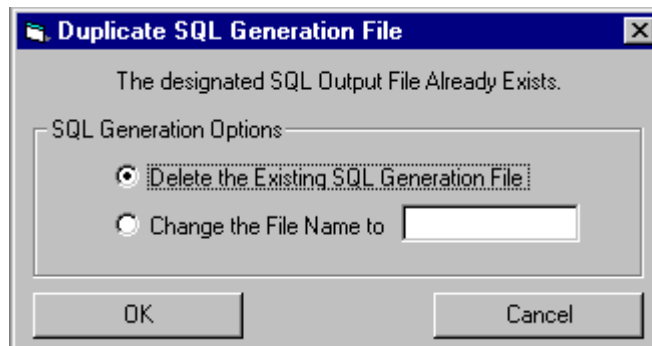 Duplicate SQL Generation File
The designated SQL Output File Already Exists.
SQL Generation Options
Delete the Existing SQL Generation File
Change the File Name to
OK
Cancel